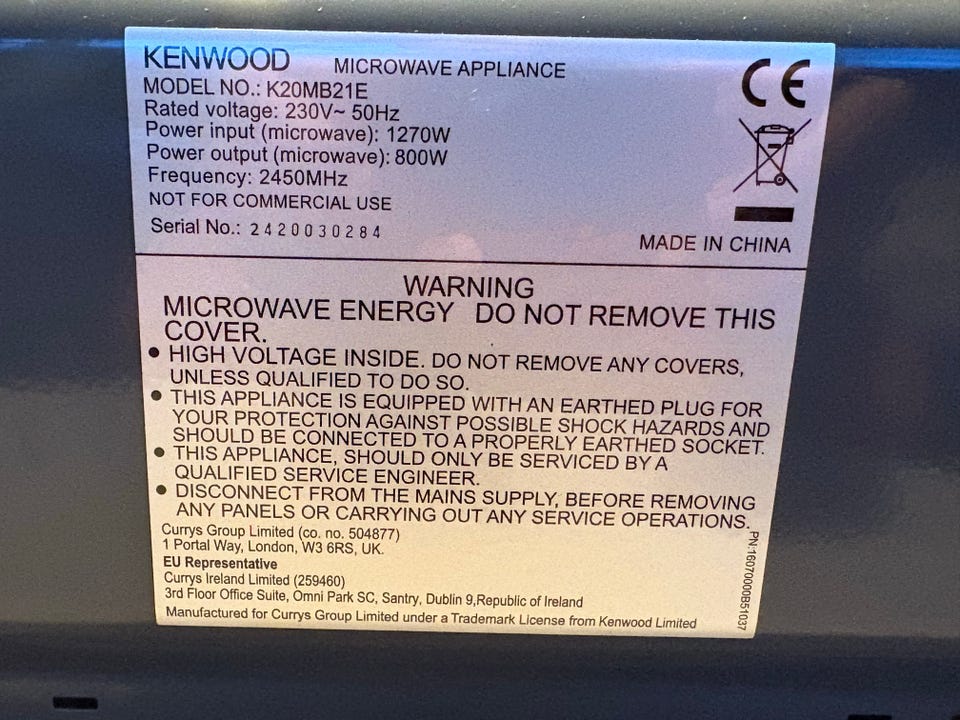 KENWOOD MICROWAVE APPLIANCE
MODEL NO.: K20MB21E
Rated voltage: 230V~ 50Hz
Power input (microwave): 1270W
Power output (microwave): 800W
Frequency: 2450MHz
NOT FOR COMMERCIAL USE
Serial No.: 2420030284
CE
MADE IN CHINA
WARNING
MICROWAVE ENERGY DO NOT REMOVE THIS
COVER.
• HIGH VOLTAGE INSIDE. DO NOT REMOVE ANY COVERS,
UNLESS QUALIFIED TO DO SO.
• THIS APPLIANCE IS EQUIPPED WITH AN EARTHED PLUG FOR
YOUR PROTECTION AGAINST POSSIBLE SHOCK HAZARDS AND
SHOULD BE CONNECTED TO A PROPERLY EARTHED SOCKET.
• THIS APPLIANCE, SHOULD ONLY BE SERVICED BY A
QUALIFIED SERVICE ENGINEER.
• DISCONNECT FROM THE MAINS SUPPLY, BEFORE REMOVING
ANY PANELS OR CARRYING OUT ANY SERVICE OPERATIONS.
Currys Group Limited (co. no. 504877)
1 Portal Way, London, W3 6RS, UK.
EU Representative
Currys Ireland Limited (259460)
3rd Floor Office Suite, Omni Park SC, Santry, Dublin 9,Republic of Ireland
Manufactured for Currys Group Limited under a Trademark License from Kenwood Limited
PN:16070000B51037